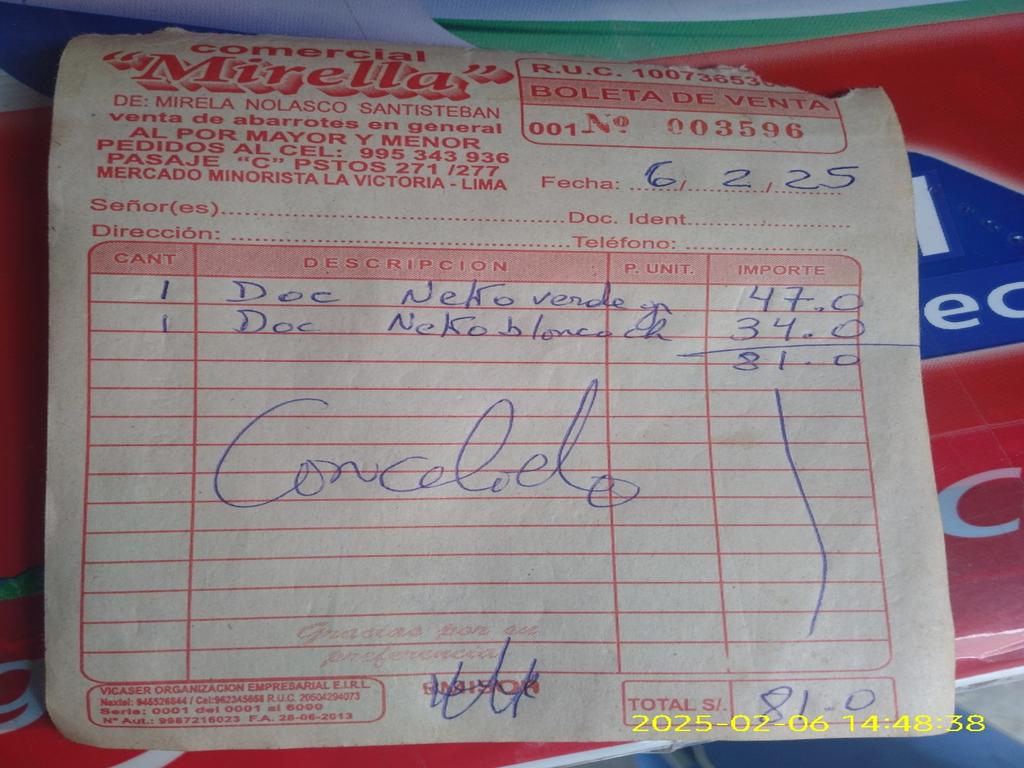 comercial
"Mirella"
DE: MIRELA NOLASCO SANTISTEBAN
venta de abarrotes en general
AL POR MAYOR Y MENOR
PEDIDOS AL CEL: 995 343 936
PASAJE "C" PSTOS 271 /277
MERCADO MINORISTA LA VICTORIA - LIMA
R.U.C. 10073653
BOLETA DE VENTA
001 Nº 003596
Fecha: 6/ 2 / 25
Señor(es) Doc. Ident.
Dirección: Teléfono:
CANT DESCRIPCION P. UNIT. IMPORTE
1 Doc Neko verde gr 47.0
1 Doc Neko blanco ch 34.0
81.0
Cancelado
Gracias por su
preferencia
VICASER ORGANIZACION EMPRESARIAL E.I.R.L.
Nextel: 946526844 / Cel:962345658 R.U.C. 20504294073
Serie: 0001 del 0001 al 6000
Nº Aut.: 9987216023 F.A. 28-06-2013
EMISOR
TOTAL S/. 81.0
2025-02-06 14:48:38
ec
C